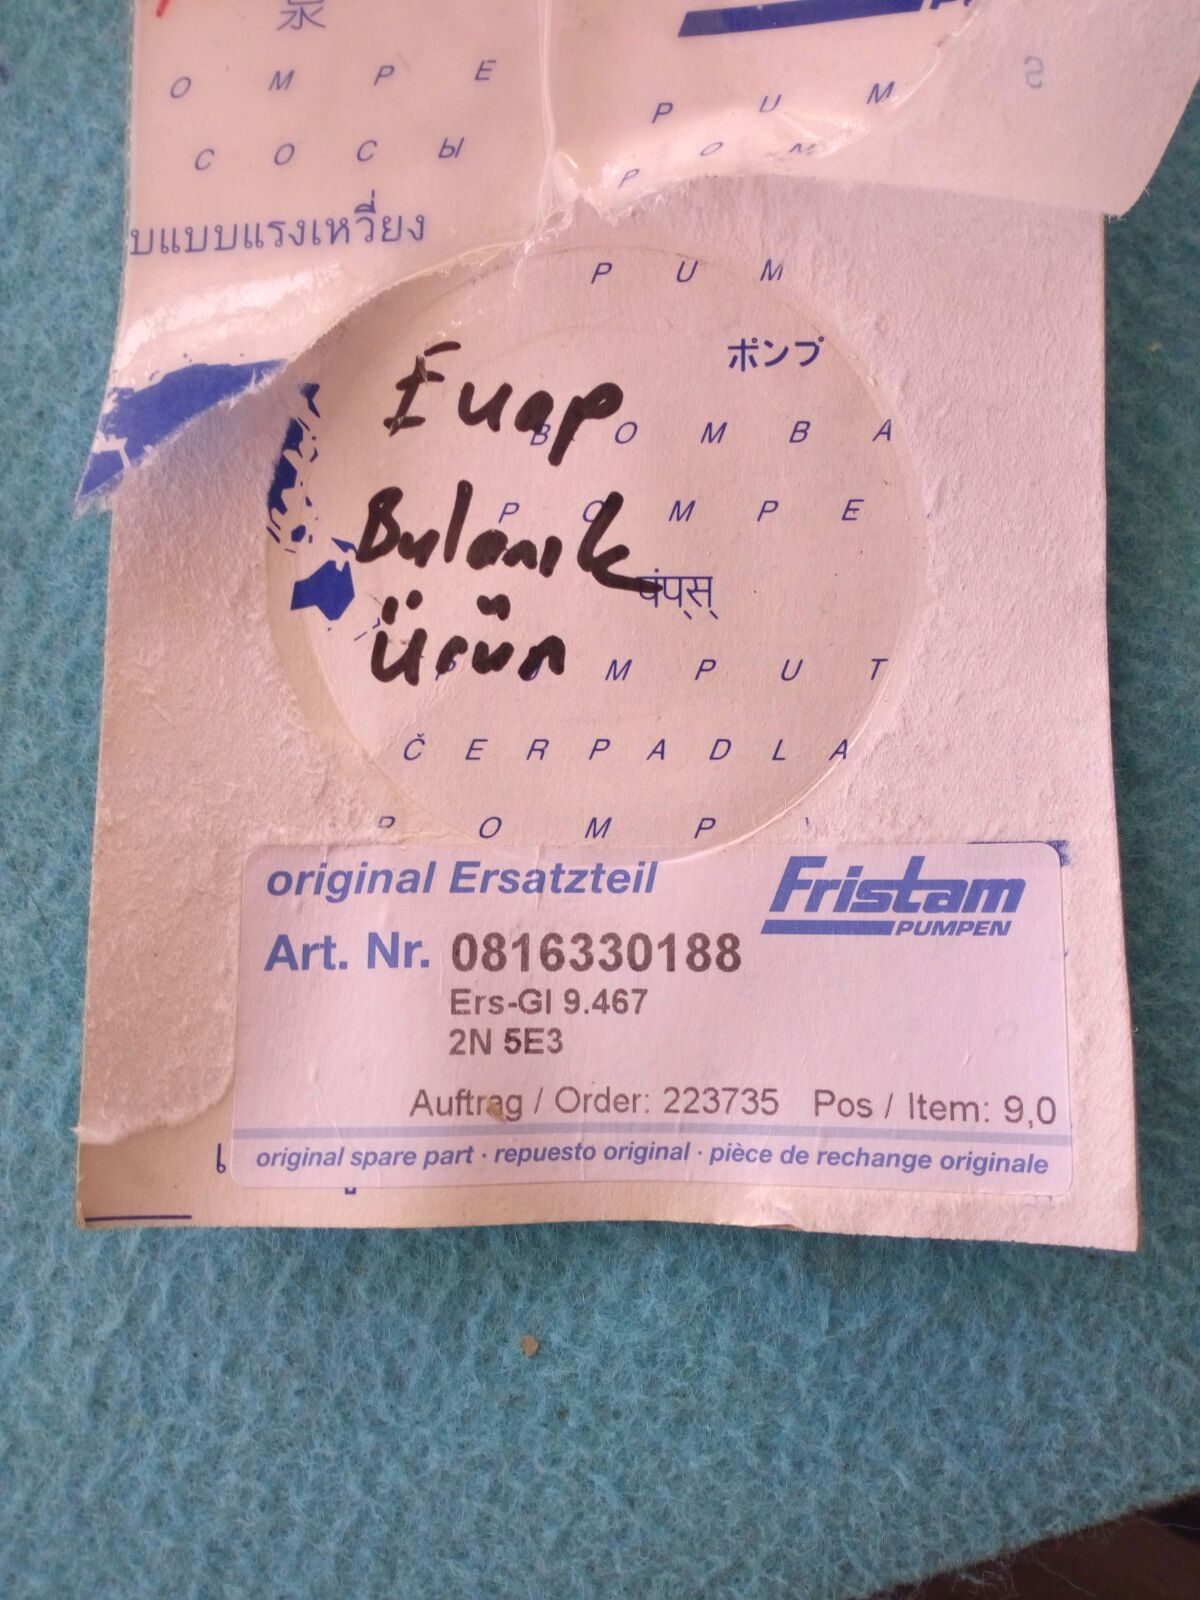 泵
O M P E
P U M
С О С Ы
P O M
P
บแบบแรงเหวี่ยง
P U M
ポンプ
Evap
B O M B A
P O M P E
Bulanık
पंप्स्
Ürün
P O M P U T
Č E R P A D L A
P O M P
original Ersatzteil
Fristam
PUMPEN
Art. Nr. 0816330188
Ers-Gl 9.467
2N 5E3
Auftrag / Order: 223735 Pos / Item: 9,0
original spare part · repuesto original · pièce de rechange originale